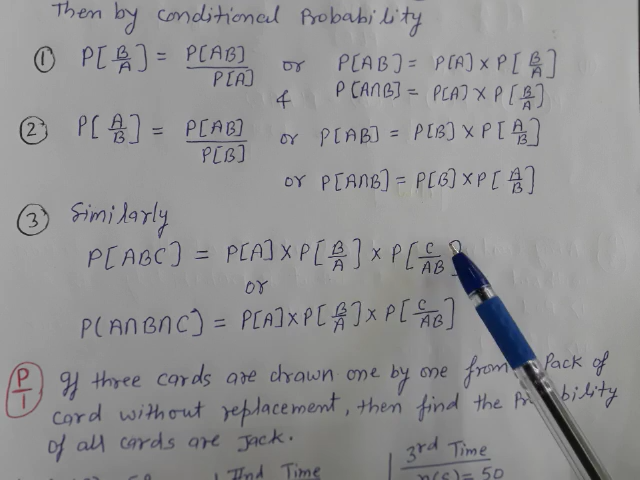 Then by conditional Probability
① P[B/A] = P[AB]/P[A] or P[AB] = P[A] x P[B/A]
& P[A∩B] = P[A] x P[B/A]
② P[A/B] = P[AB]/P[B] or P[AB] = P[B] x P[A/B]
or P[A∩B] = P[B] x P[A/B]
③ Similarly
P[ABC] = P[A] x P[B/A] x P[C/AB]
or
P(A∩B∩C) = P[A] x P[B/A] x P[C/AB]
P/1 If three cards are drawn one by one from Pack of
card without replacement, then find the
of all cards are Jack.
IInd Time 3rd Time
n(s) = 50